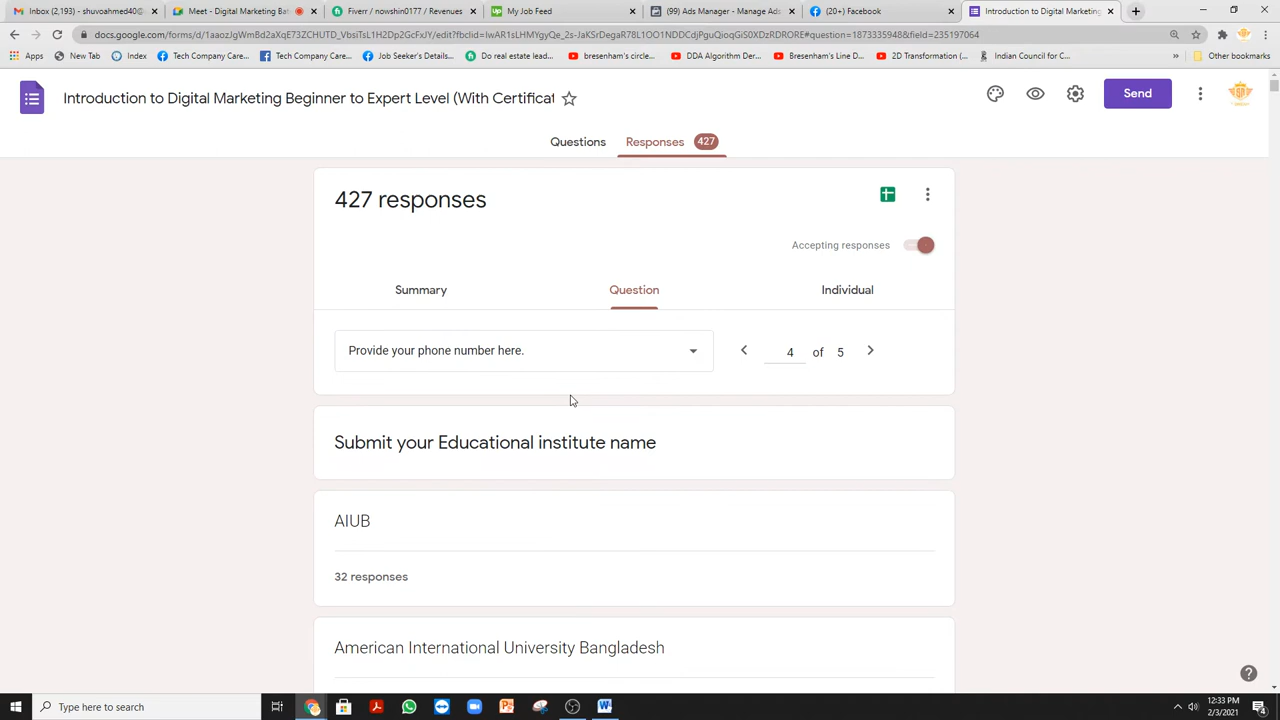 Inbox (2,193) - shuvoahmed40@
Meet - Digital Marketing Bat
Fiverr / nowshin0177 / Revenues
My Job Feed
(99) Ads Manager - Manage Ads
(20+) Facebook
Introduction to Digital Marketing
Apps
New Tab
Index
Tech Company Care...
Tech Company Care...
Job Seeker's Details...
Do real estate lead...
bresenham's circle...
DDA Algorithm Der...
Bresenham's Line D...
2D Transformation (...
Indian Council for C...
Other bookmarks
Introduction to Digital Marketing Beginner to Expert Level (With Certificat
Send
Questions
Responses 427
427 responses
Accepting responses
Summary
Question
Individual
Provide your phone number here.
4 of 5
Submit your Educational institute name
AIUB
32 responses
American International University Bangladesh
Type here to search
12:33 PM
2/3/2021
4